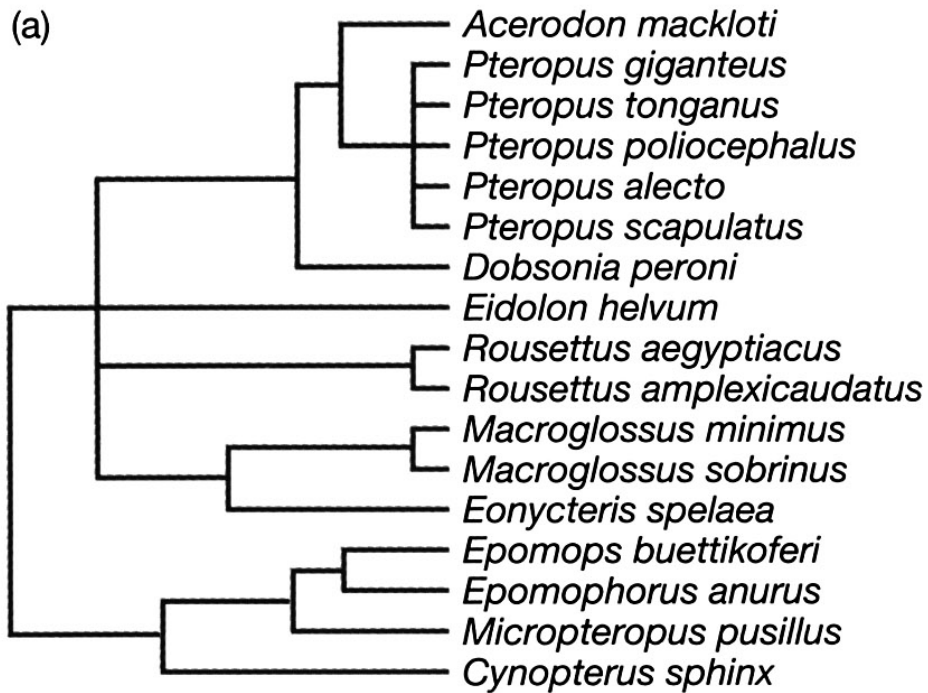 (a)
Acerodon mackloti
Pteropus giganteus
Pteropus tonganus
Pteropus poliocephalus
Pteropus alecto
Pteropus scapulatus
Dobsonia peroni
Eidolon helvum
Rousettus aegyptiacus
Rousettus amplexicaudatus
Macroglossus minimus
Macroglossus sobrinus
Eonycteris spelaea
Epomops buettikoferi
Epomophorus anurus
Micropteropus pusillus
Cynopterus sphinx